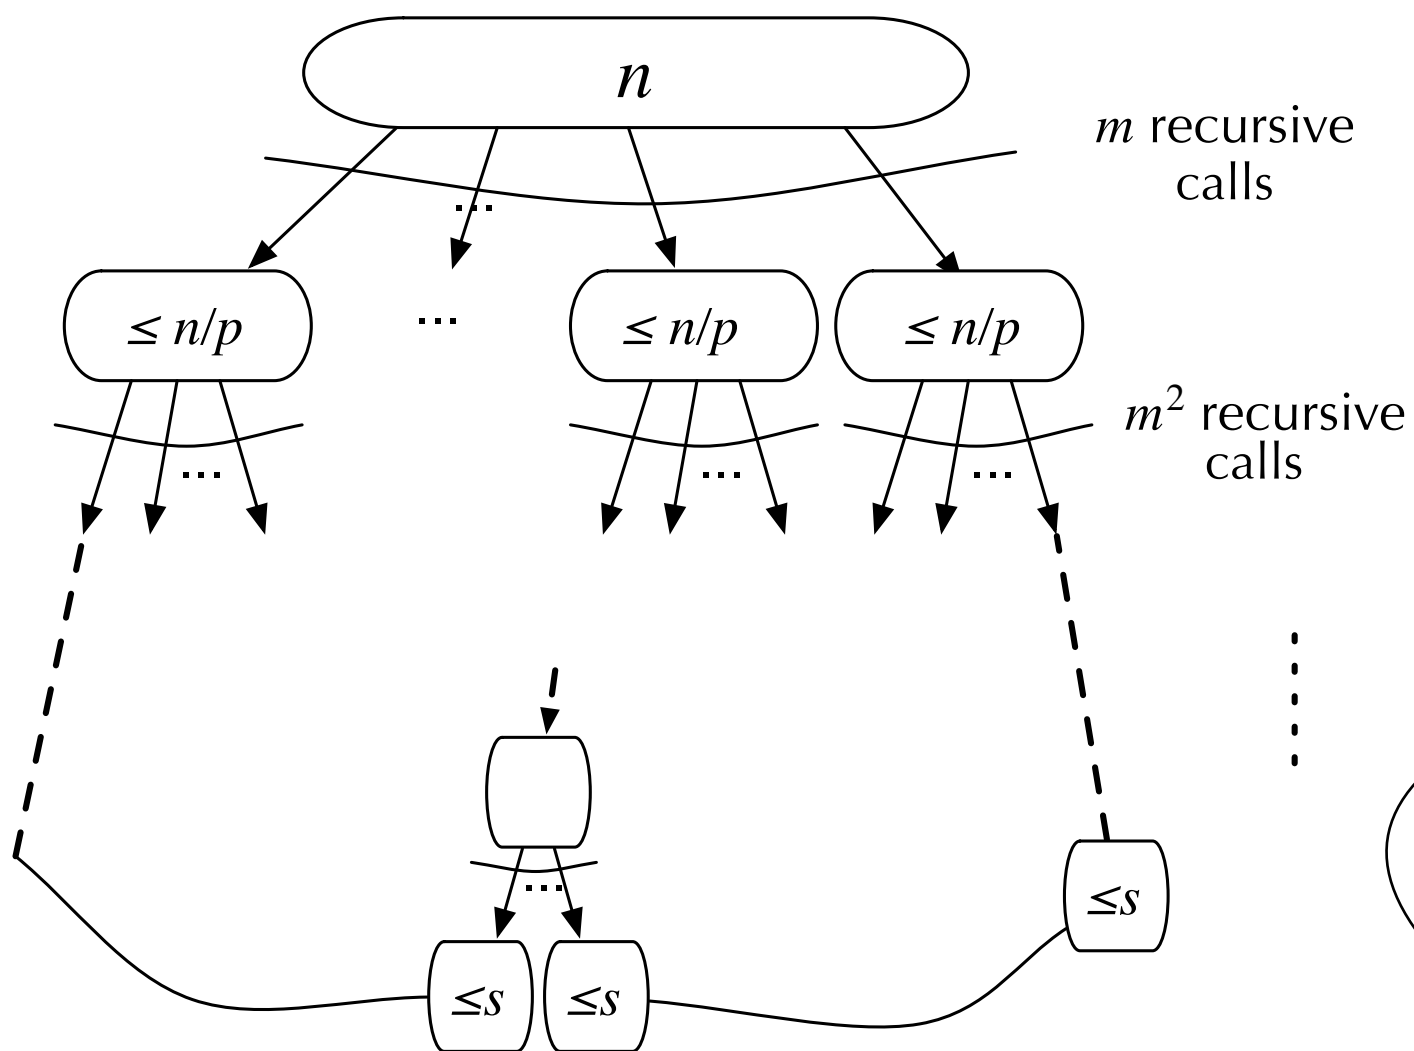 n
m recursive
calls
...
≤ n/p
...
≤ n/p
≤ n/p
m² recursive
calls
...
...
...
...
≤s
≤s
≤s